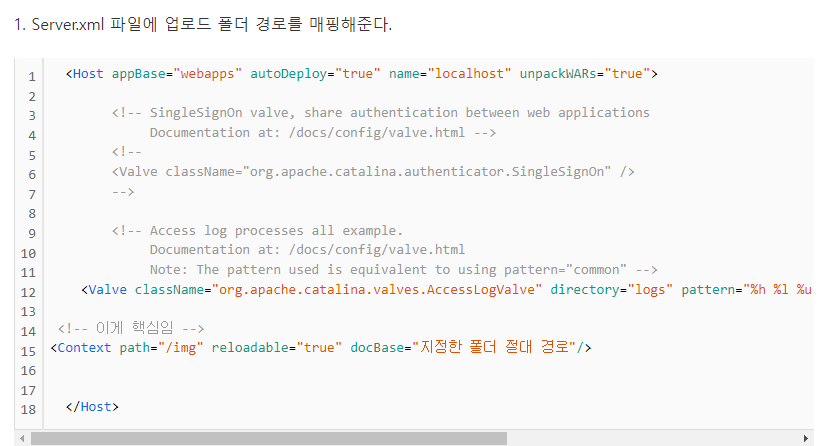 1. Server.xml 파일에 업로드 폴더 경로를 매핑해준다.
1 <Host appBase="webapps" autoDeploy="true" name="localhost" unpackWARs="true">
2
3 <!-- SingleSignOn valve, share authentication between web applications
4 Documentation at: /docs/config/valve.html -->
5 <!--
6 <Valve className="org.apache.catalina.authenticator.SingleSignOn" />
7 -->
8
9 <!-- Access log processes all example.
10 Documentation at: /docs/config/valve.html
11 Note: The pattern used is equivalent to using pattern="common" -->
12 <Valve className="org.apache.catalina.valves.AccessLogValve" directory="logs" pattern="%h %l %u
13
14 <!-- 이게 핵심임 -->
15 <Context path="/img" reloadable="true" docBase="지정한 폴더 절대 경로"/>
16
17
18 </Host>